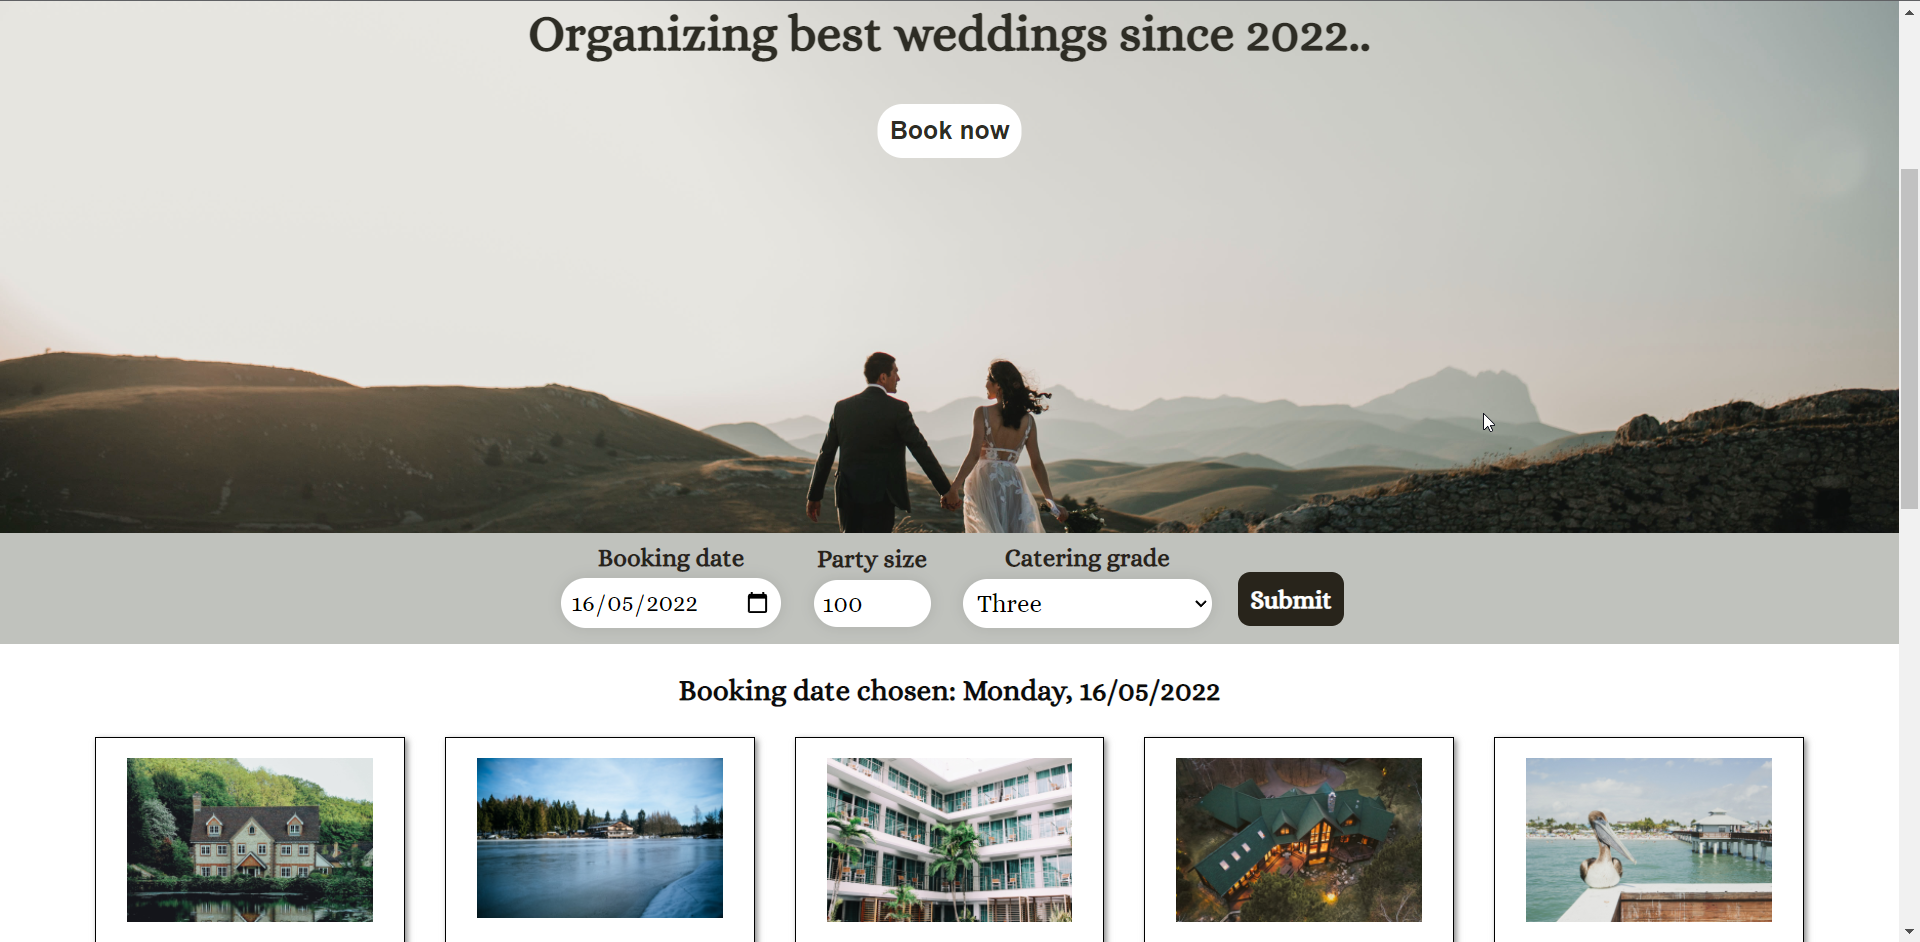 Organizing best weddings since 2022..
Book now
Booking date
Party size
Catering grade
16/05/2022
100
Three
Submit
Booking date chosen: Monday, 16/05/2022